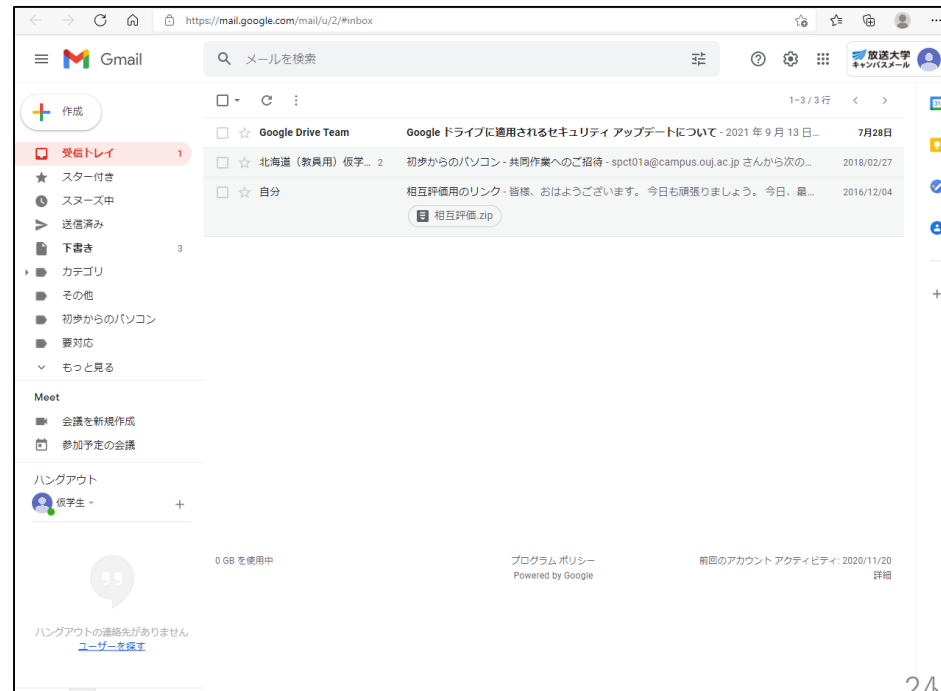 https://mail.google.com/mail/u/2/#inbox
Gmail
メールを検索
放送大学
キャンパスメール
作成
1-3 / 3 行
受信トレイ 1
スター付き
スヌーズ中
送信済み
下書き 3
カテゴリ
その他
初歩からのパソコン
要対応
もっと見る
Google Drive Team Google ドライブに適用されるセキュリティ アップデートについて - 2021 年 9 月 13 日... 7月28日
北海道（教員用）仮学... 2 初歩からのパソコン - 共同作業へのご招待 - spct01a@campus.ouj.ac.jp さんから次の... 2018/02/27
自分 相互評価用のリンク - 皆様、おはようございます。 今日も頑張りましょう。 今日、最... 2016/12/04
相互評価.zip
Meet
会議を新規作成
参加予定の会議
ハングアウト
仮学生
ハングアウトの連絡先がありません
ユーザーを探す
0 GB を使用中
プログラム ポリシー
Powered by Google
前回のアカウント アクティビティ: 2020/11/20
詳細
24